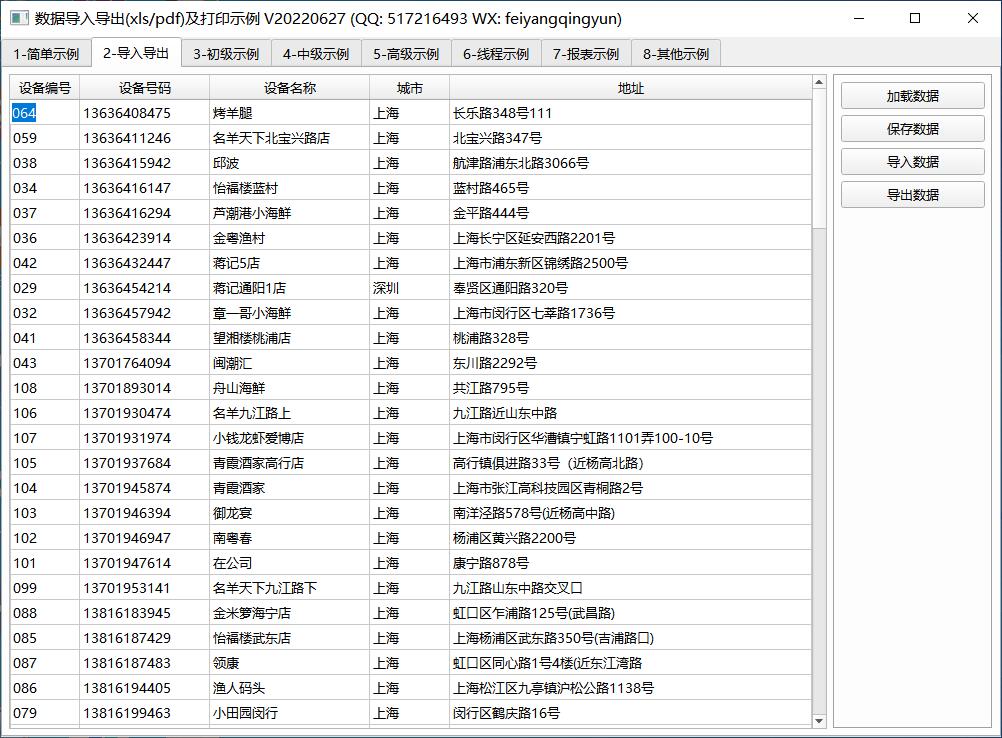 数据导入导出(xls/pdf)及打印示例 V20220627 (QQ: 517216493 WX: feiyangqingyun)
1-简单示例 2-导入导出 3-初级示例 4-中级示例 5-高级示例 6-线程示例 7-报表示例 8-其他示例
设备编号 设备号码 设备名称 城市 地址
064 13636408475 烤羊腿 上海 长乐路348号111
059 13636411246 名羊天下北宝兴路店 上海 北宝兴路347号
038 13636415942 邱波 上海 航津路浦东北路3066号
034 13636416147 怡福楼蓝村 上海 蓝村路465号
037 13636416294 芦潮港小海鲜 上海 金平路444号
036 13636423914 金粤渔村 上海 上海长宁区延安西路2201号
042 13636432447 蒋记5店 上海 上海市浦东新区锦绣路2500号
029 13636454214 蒋记通阳1店 深圳 奉贤区通阳路320号
032 13636457942 章一哥小海鲜 上海 上海市闵行区七莘路1736号
041 13636458344 望湘楼桃浦店 上海 桃浦路328号
043 13701764094 闽潮汇 上海 东川路2292号
108 13701893014 舟山海鲜 上海 共江路795号
106 13701930474 名羊九江路上 上海 九江路近山东中路
107 13701931974 小钱龙虾爱博店 上海 上海市闵行区华漕镇宁虹路1101弄100-10号
105 13701937684 青霞酒家高行店 上海 高行镇俱进路33号（近杨高北路）
104 13701945874 青霞酒家 上海 上海市张江高科技园区青桐路2号
103 13701946394 御龙宴 上海 南洋泾路578号(近杨高中路)
102 13701946947 南粤春 上海 杨浦区黄兴路2200号
101 13701947614 在公司 上海 康宁路878号
099 13701953141 名羊天下九江路下 上海 九江路山东中路交叉口
088 13816183945 金米箩海宁店 上海 虹口区乍浦路125号(武昌路)
085 13816187429 怡福楼武东店 上海 上海杨浦区武东路350号(吉浦路口)
087 13816187483 领康 上海 虹口区同心路1号4楼(近东江湾路
086 13816194405 渔人码头 上海 上海松江区九亭镇沪松公路1138号
079 13816199463 小田园闵行 上海 闵行区鹤庆路16号
加载数据
保存数据
导入数据
导出数据